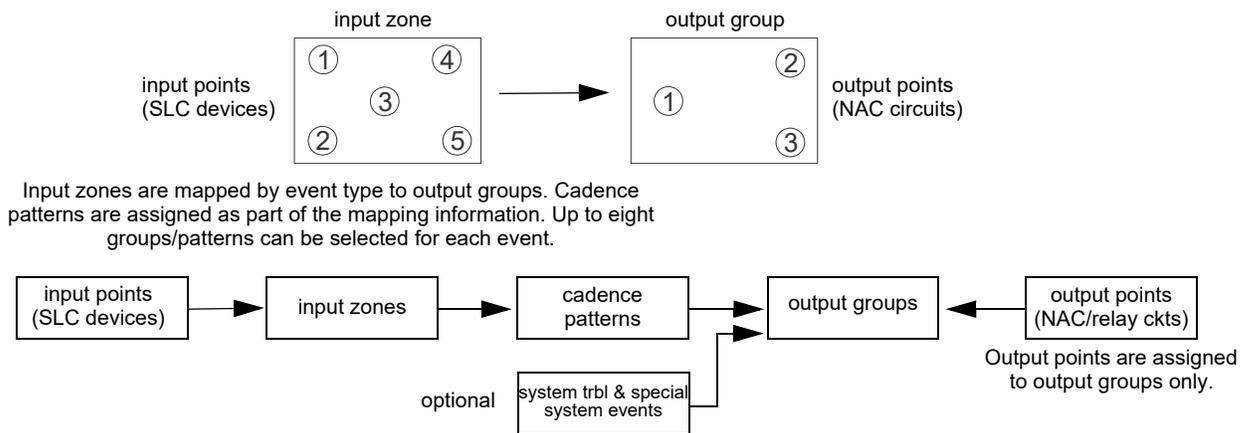 input zone
output group
input points
(SLC devices)
1
4
3
2
5
2
1
3
output points
(NAC circuits)
Input zones are mapped by event type to output groups. Cadence
patterns are assigned as part of the mapping information. Up to eight
groups/patterns can be selected for each event.
input points
(SLC devices)
input zones
cadence
patterns
output groups
output points
(NAC/relay ckts)
Output points are assigned
to output groups only.
optional
system trbl & special
system events